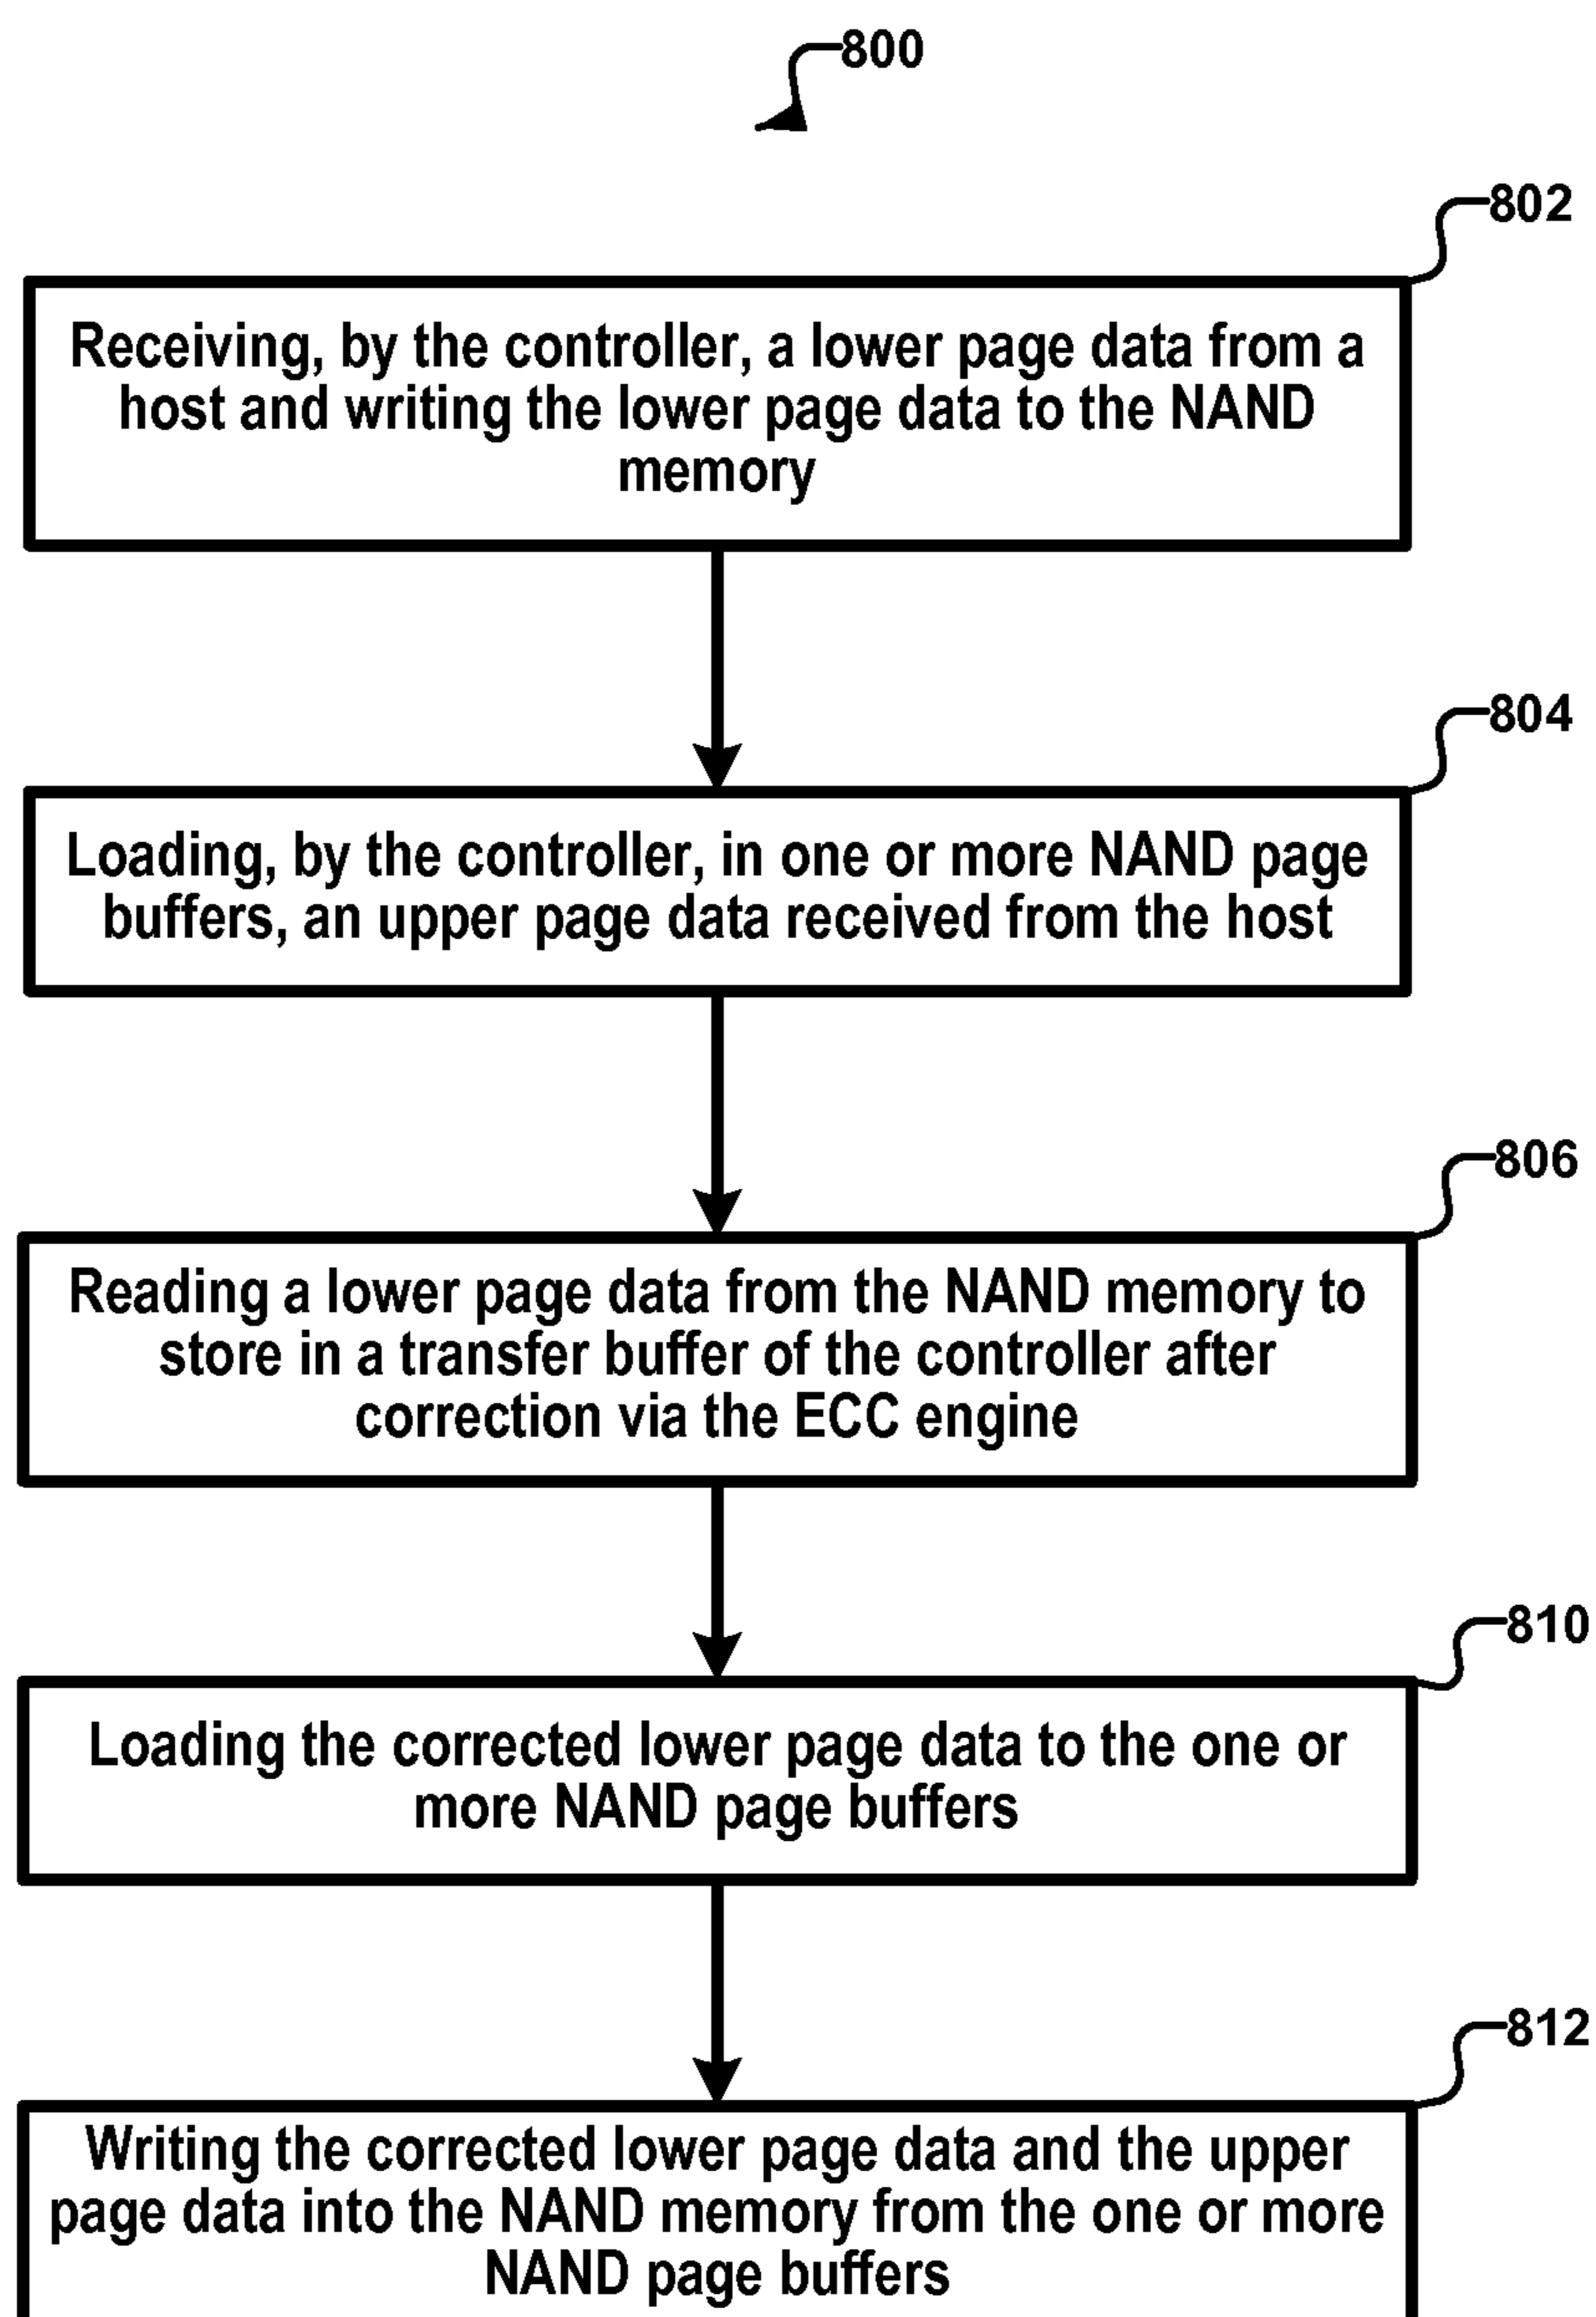 800
802
Receiving, by the controller, a lower page data from a
host and writing the lower page data to the NAND
memory
804
Loading, by the controller, in one or more NAND page
buffers, an upper page data received from the host
806
Reading a lower page data from the NAND memory to
store in a transfer buffer of the controller after
correction via the ECC engine
810
Loading the corrected lower page data to the one or
more NAND page buffers
812
Writing the corrected lower page data and the upper
page data into the NAND memory from the one or more
NAND page buffers